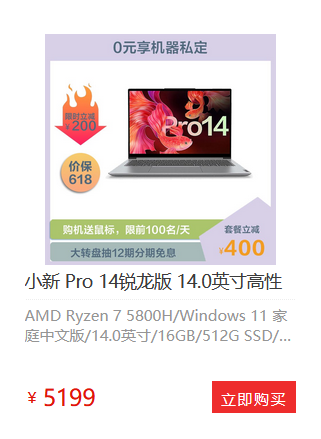 0元享机器私定
限时立减
¥200
Pro14
价保
618
购机送鼠标，限前100名/天
大转盘抽12期分期免息
套餐立减
¥400
小新 Pro 14锐龙版 14.0英寸高性
AMD Ryzen 7 5800H/Windows 11 家
庭中文版/14.0英寸/16GB/512G SSD/...
¥ 5199
立即购买